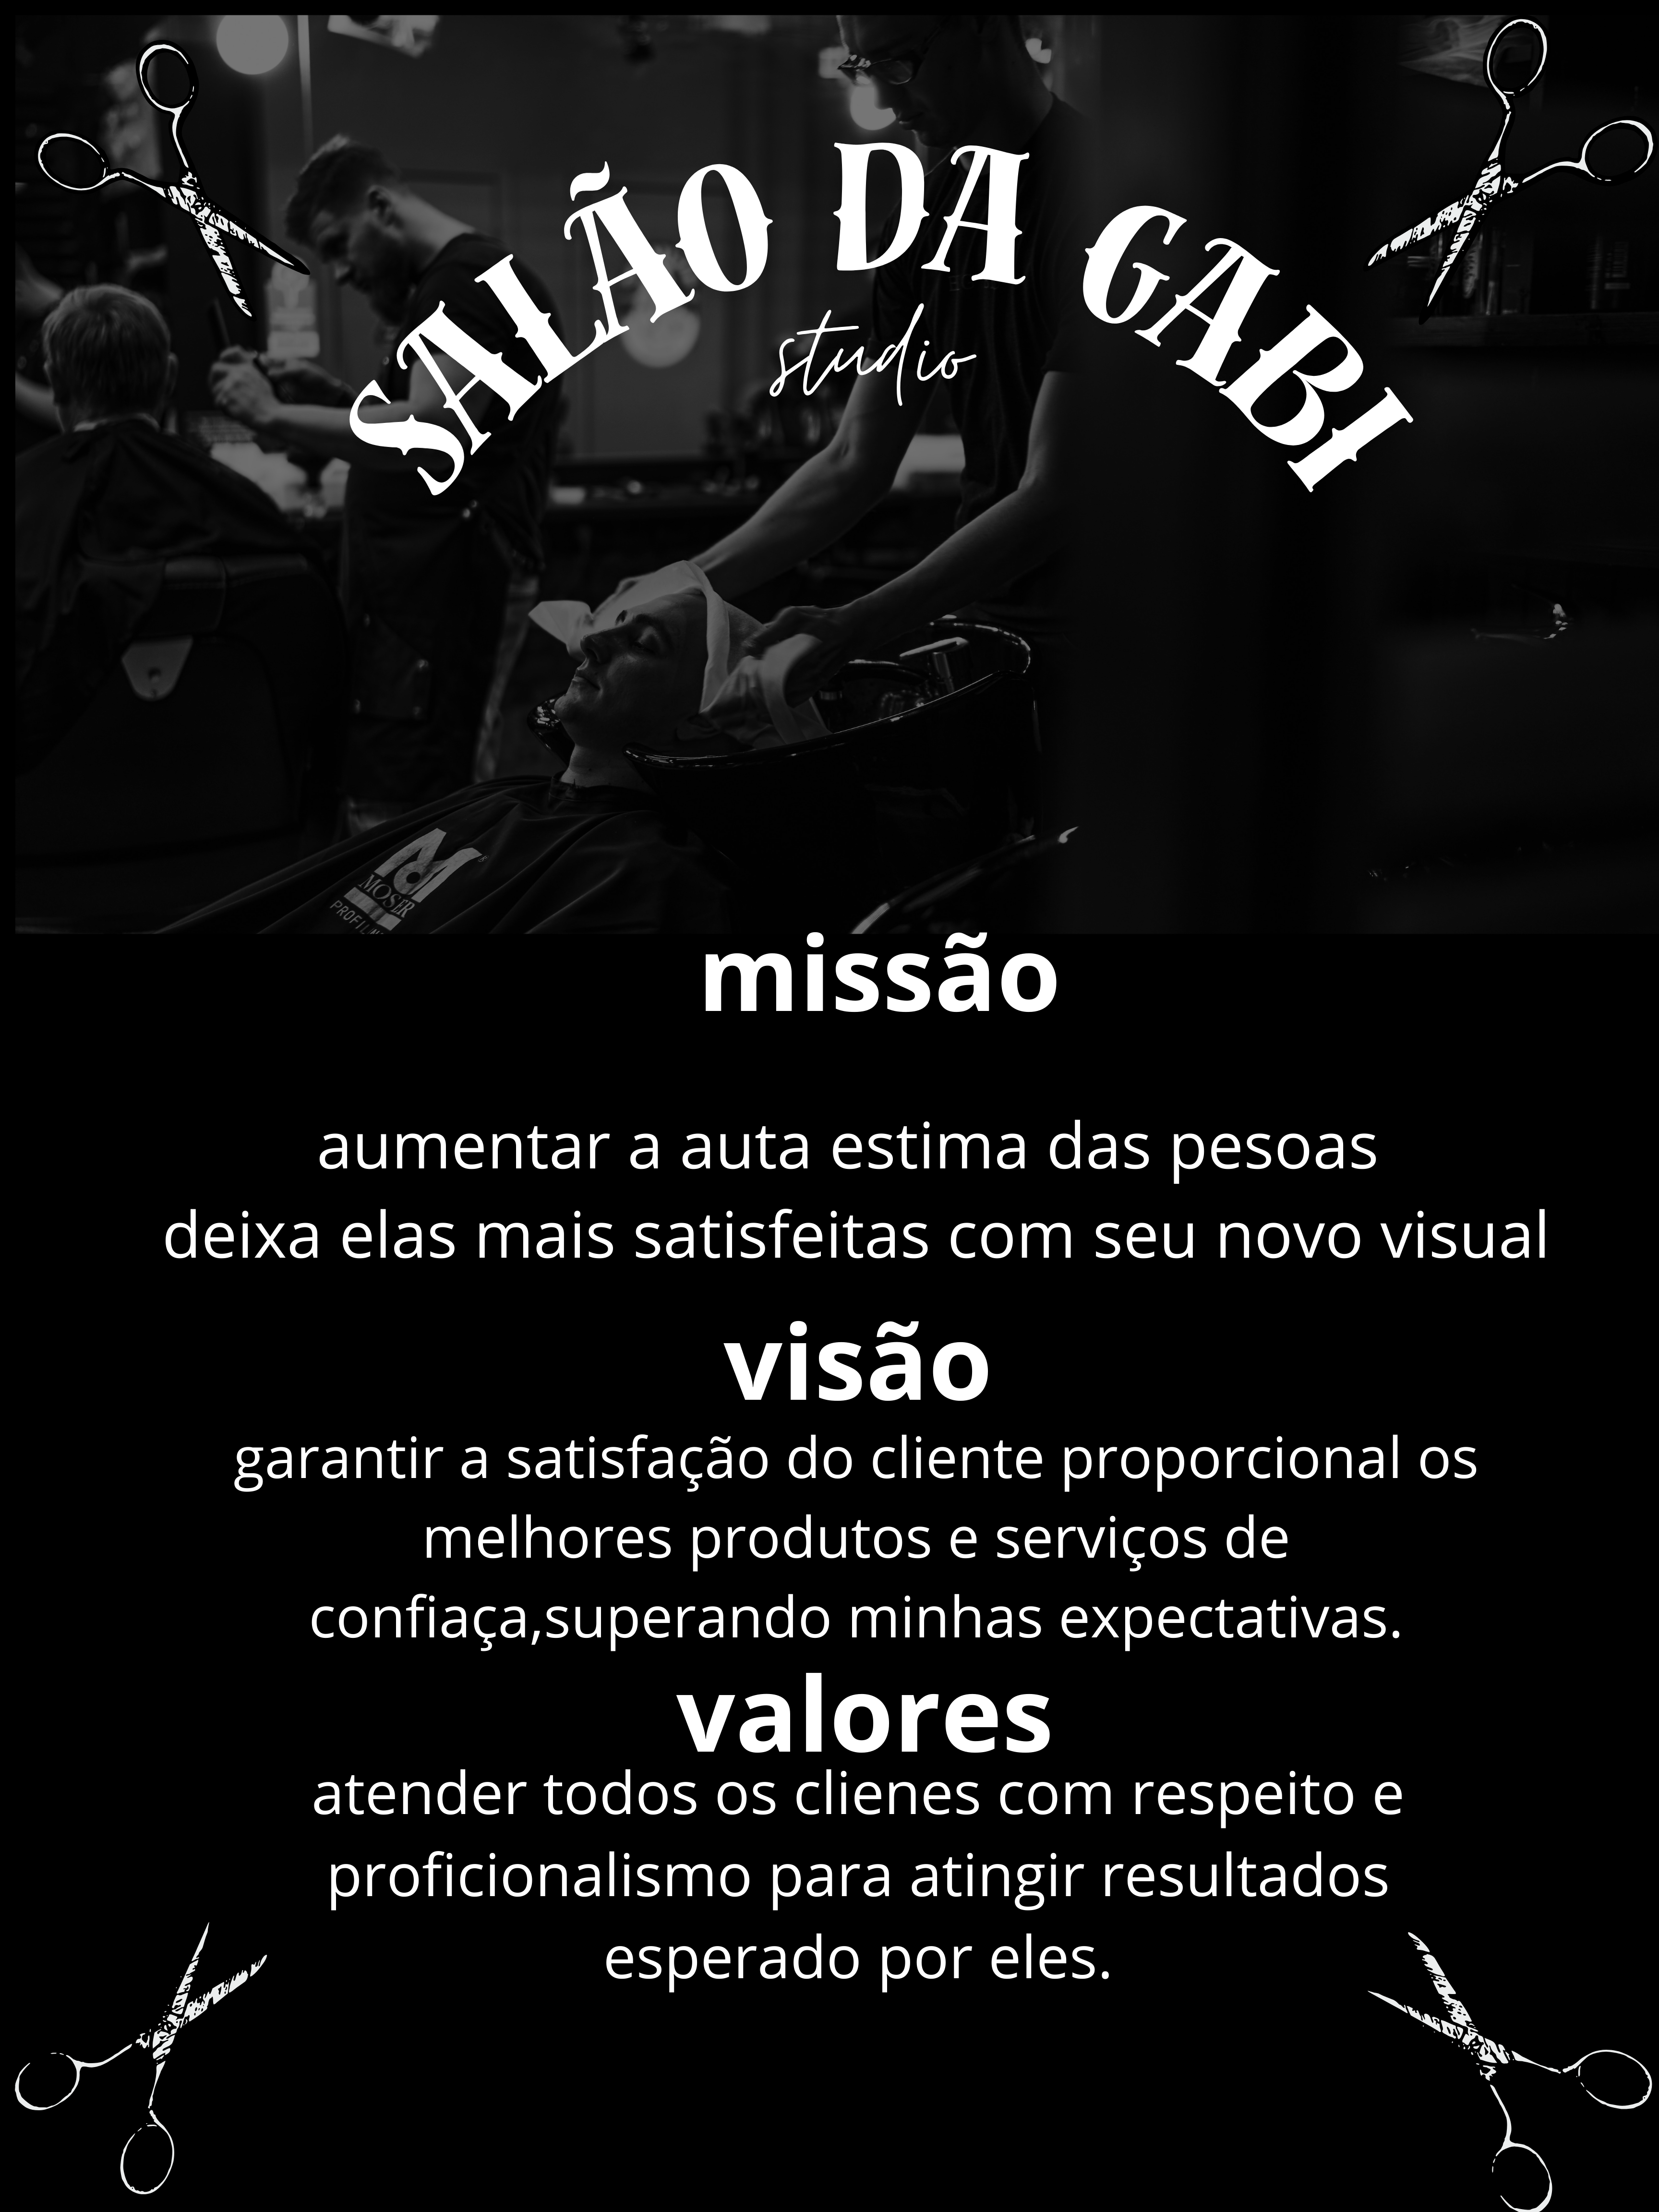 SALÃO DA GABI
studio
MOSER
missão
aumentar a auta estima das pesoas
deixa elas mais satisfeitas com seu novo visual
visão
garantir a satisfação do cliente proporcional os
melhores produtos e serviços de
confiaça,superando minhas expectativas.
valores
atender todos os clienes com respeito e
proficionalismo para atingir resultados
esperado por eles.